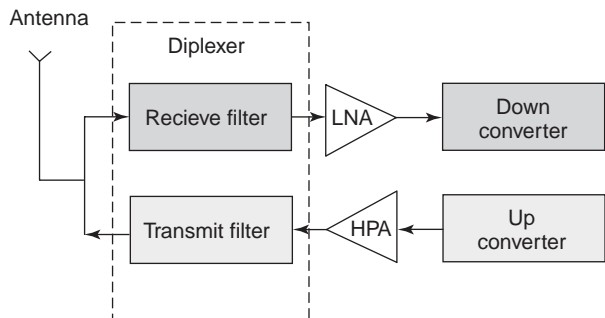 Antenna
Diplexer
Recieve filter
LNA
Down
converter
Transmit filter
HPA
Up
converter